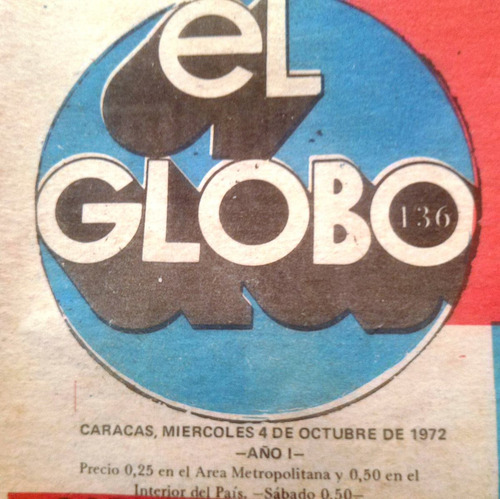 eL
GLOBO
136
CARACAS, MIERCOLES 4 DE OCTUBRE DE 1972
—AÑO I—
Precio 0,25 en el Area Metropolitana y 0,50 en el
Interior del País. —Sábado 0,50—